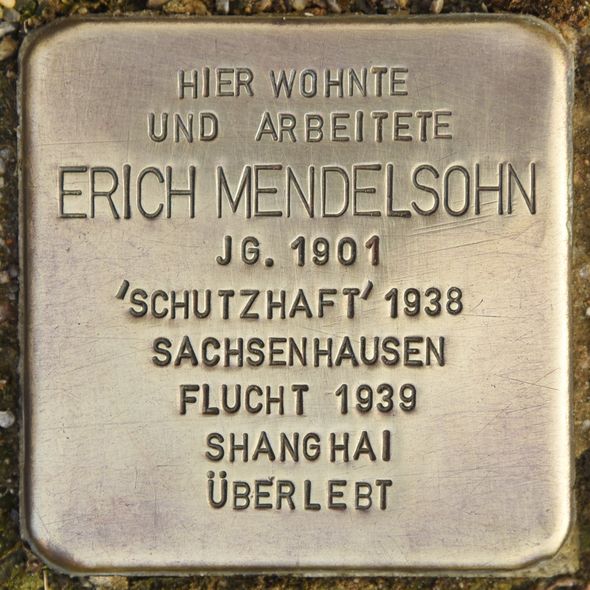 HIER WOHNTE
UND ARBEITETE
ERICH MENDELSOHN
JG. 1901
'SCHUTZHAFT' 1938
SACHSENHAUSEN
FLUCHT 1939
SHANGHAI
ÜBERLEBT